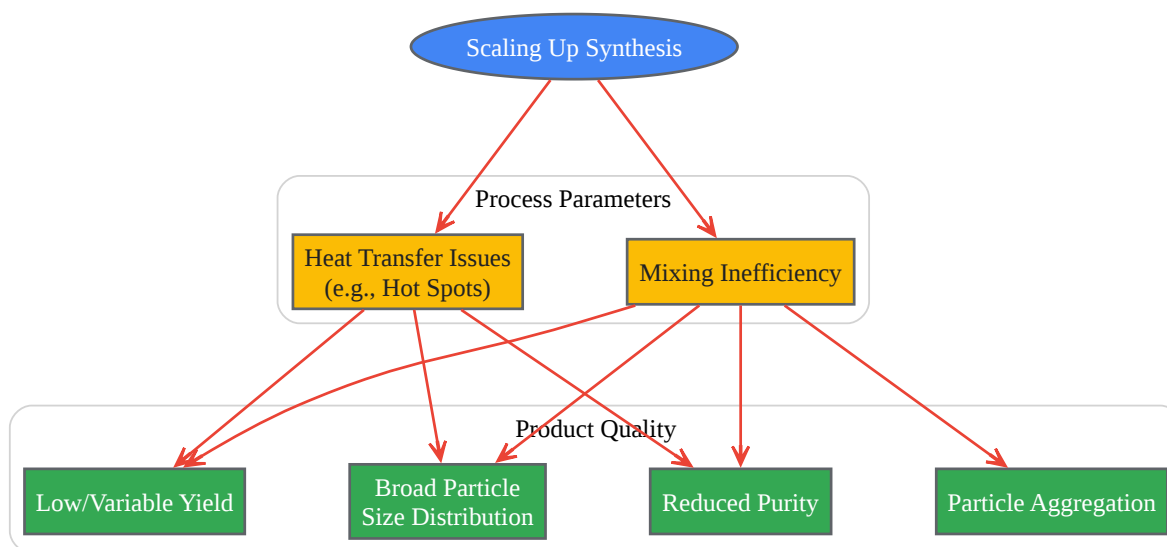 Scaling Up Synthesis
Process Parameters
Heat Transfer Issues
(e.g., Hot Spots)
Mixing Inefficiency
Product Quality
Low/Variable Yield
Broad Particle
Size Distribution
Reduced Purity
Particle Aggregation